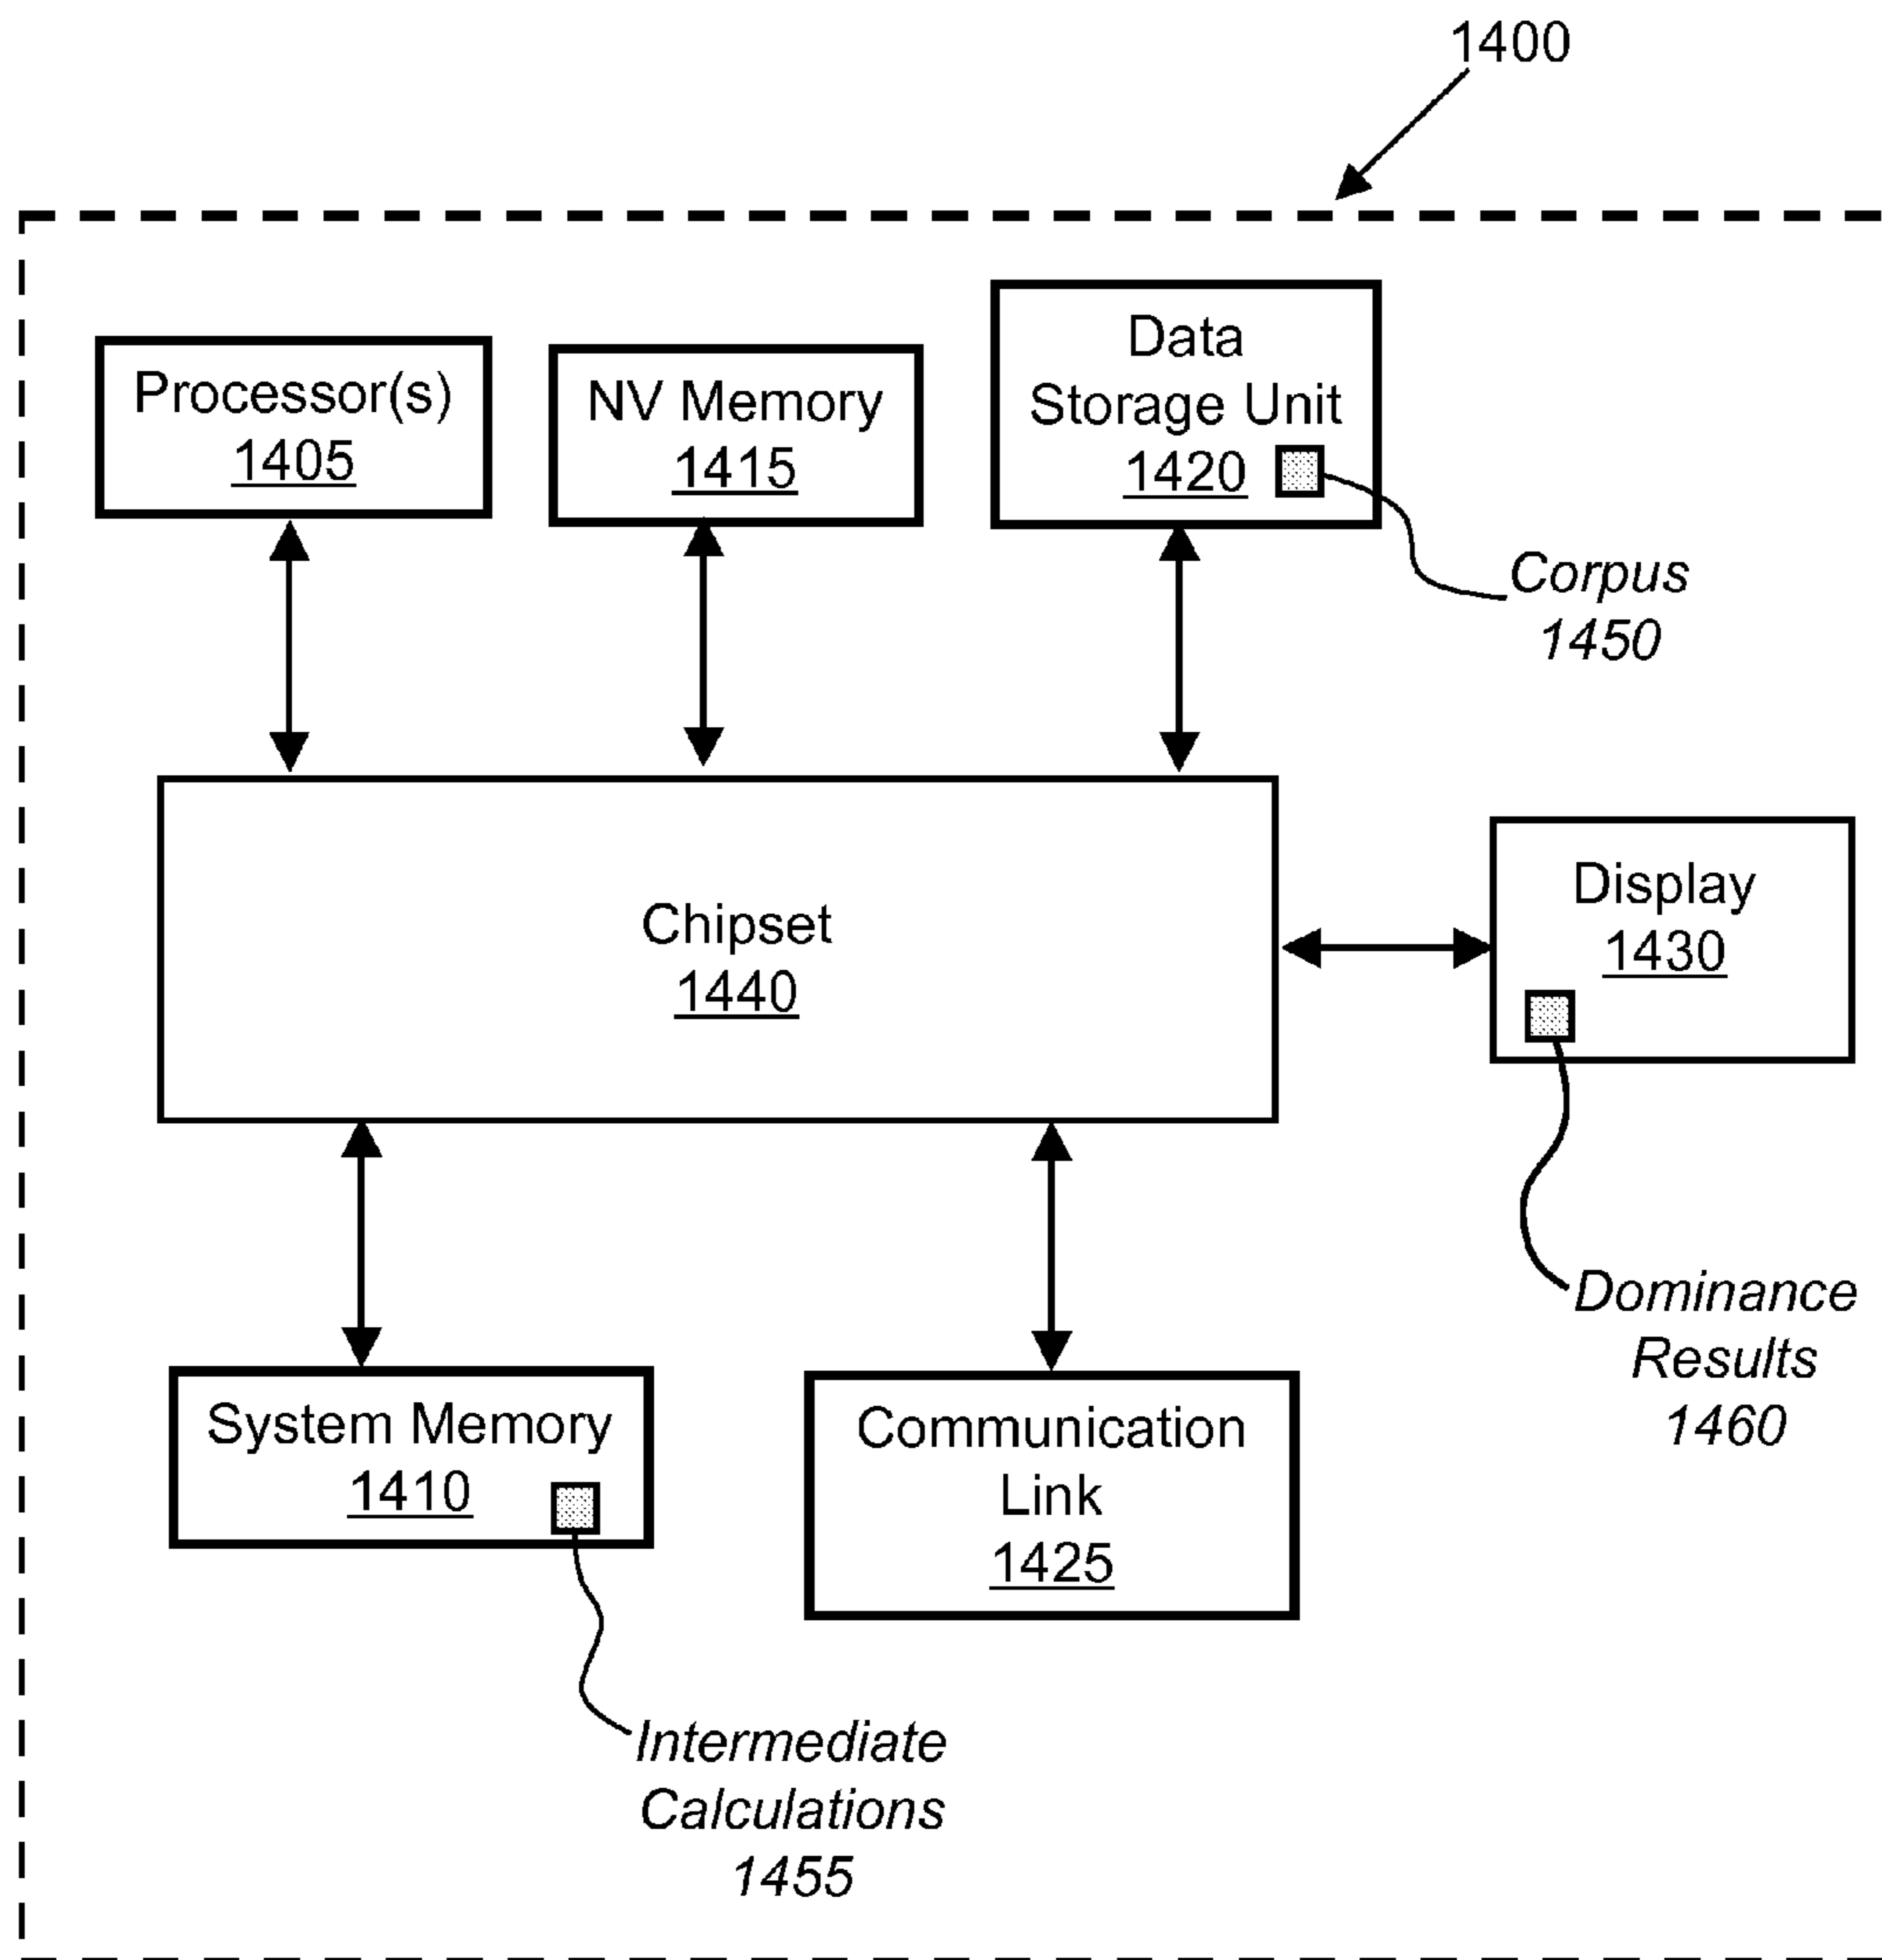 1400
Processor(s)
1405
NV Memory
1415
Data
Storage Unit
1420
Corpus
1450
Chipset
1440
Display
1430
Dominance
Results
1460
System Memory
1410
Communication
Link
1425
Intermediate
Calculations
1455